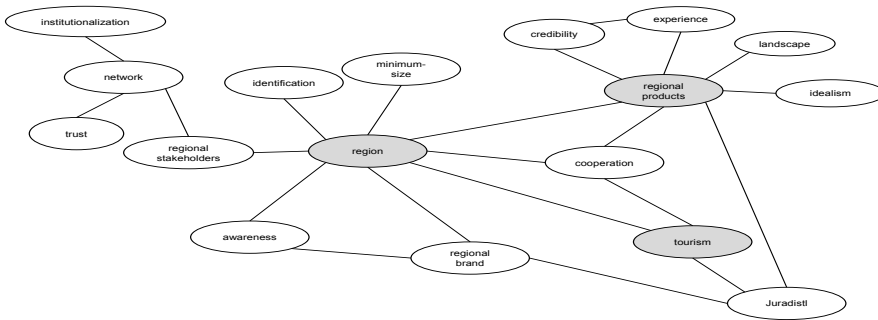 institutionalization
experience
credibility
landscape
network
minimum-
size
identification
regional
products
idealism
trust
regional
stakeholders
region
cooperation
awareness
regional
brand
tourism
Juradistl